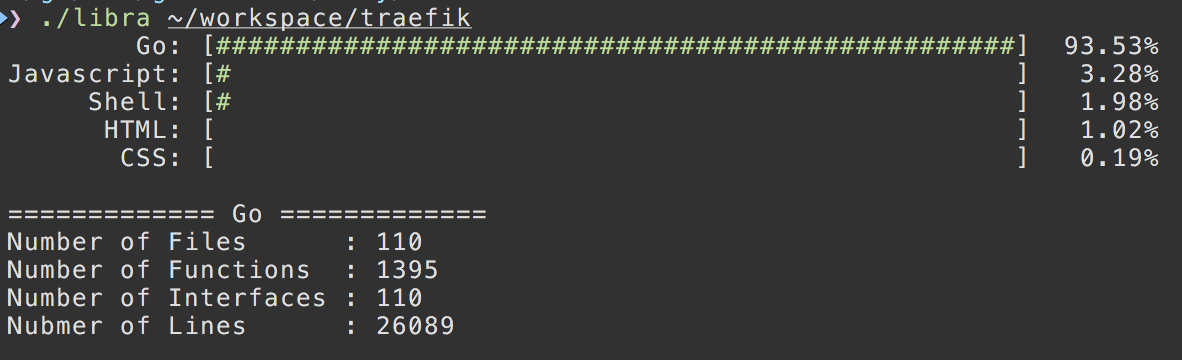 ❯ ./libra ~/workspace/traefik
Go: [##################################################] 93.53%
Javascript: [# ] 3.28%
Shell: [# ] 1.98%
HTML: [ ] 1.02%
CSS: [ ] 0.19%
============= Go =============
Number of Files : 110
Number of Functions : 1395
Number of Interfaces : 110
Nubmer of Lines : 26089